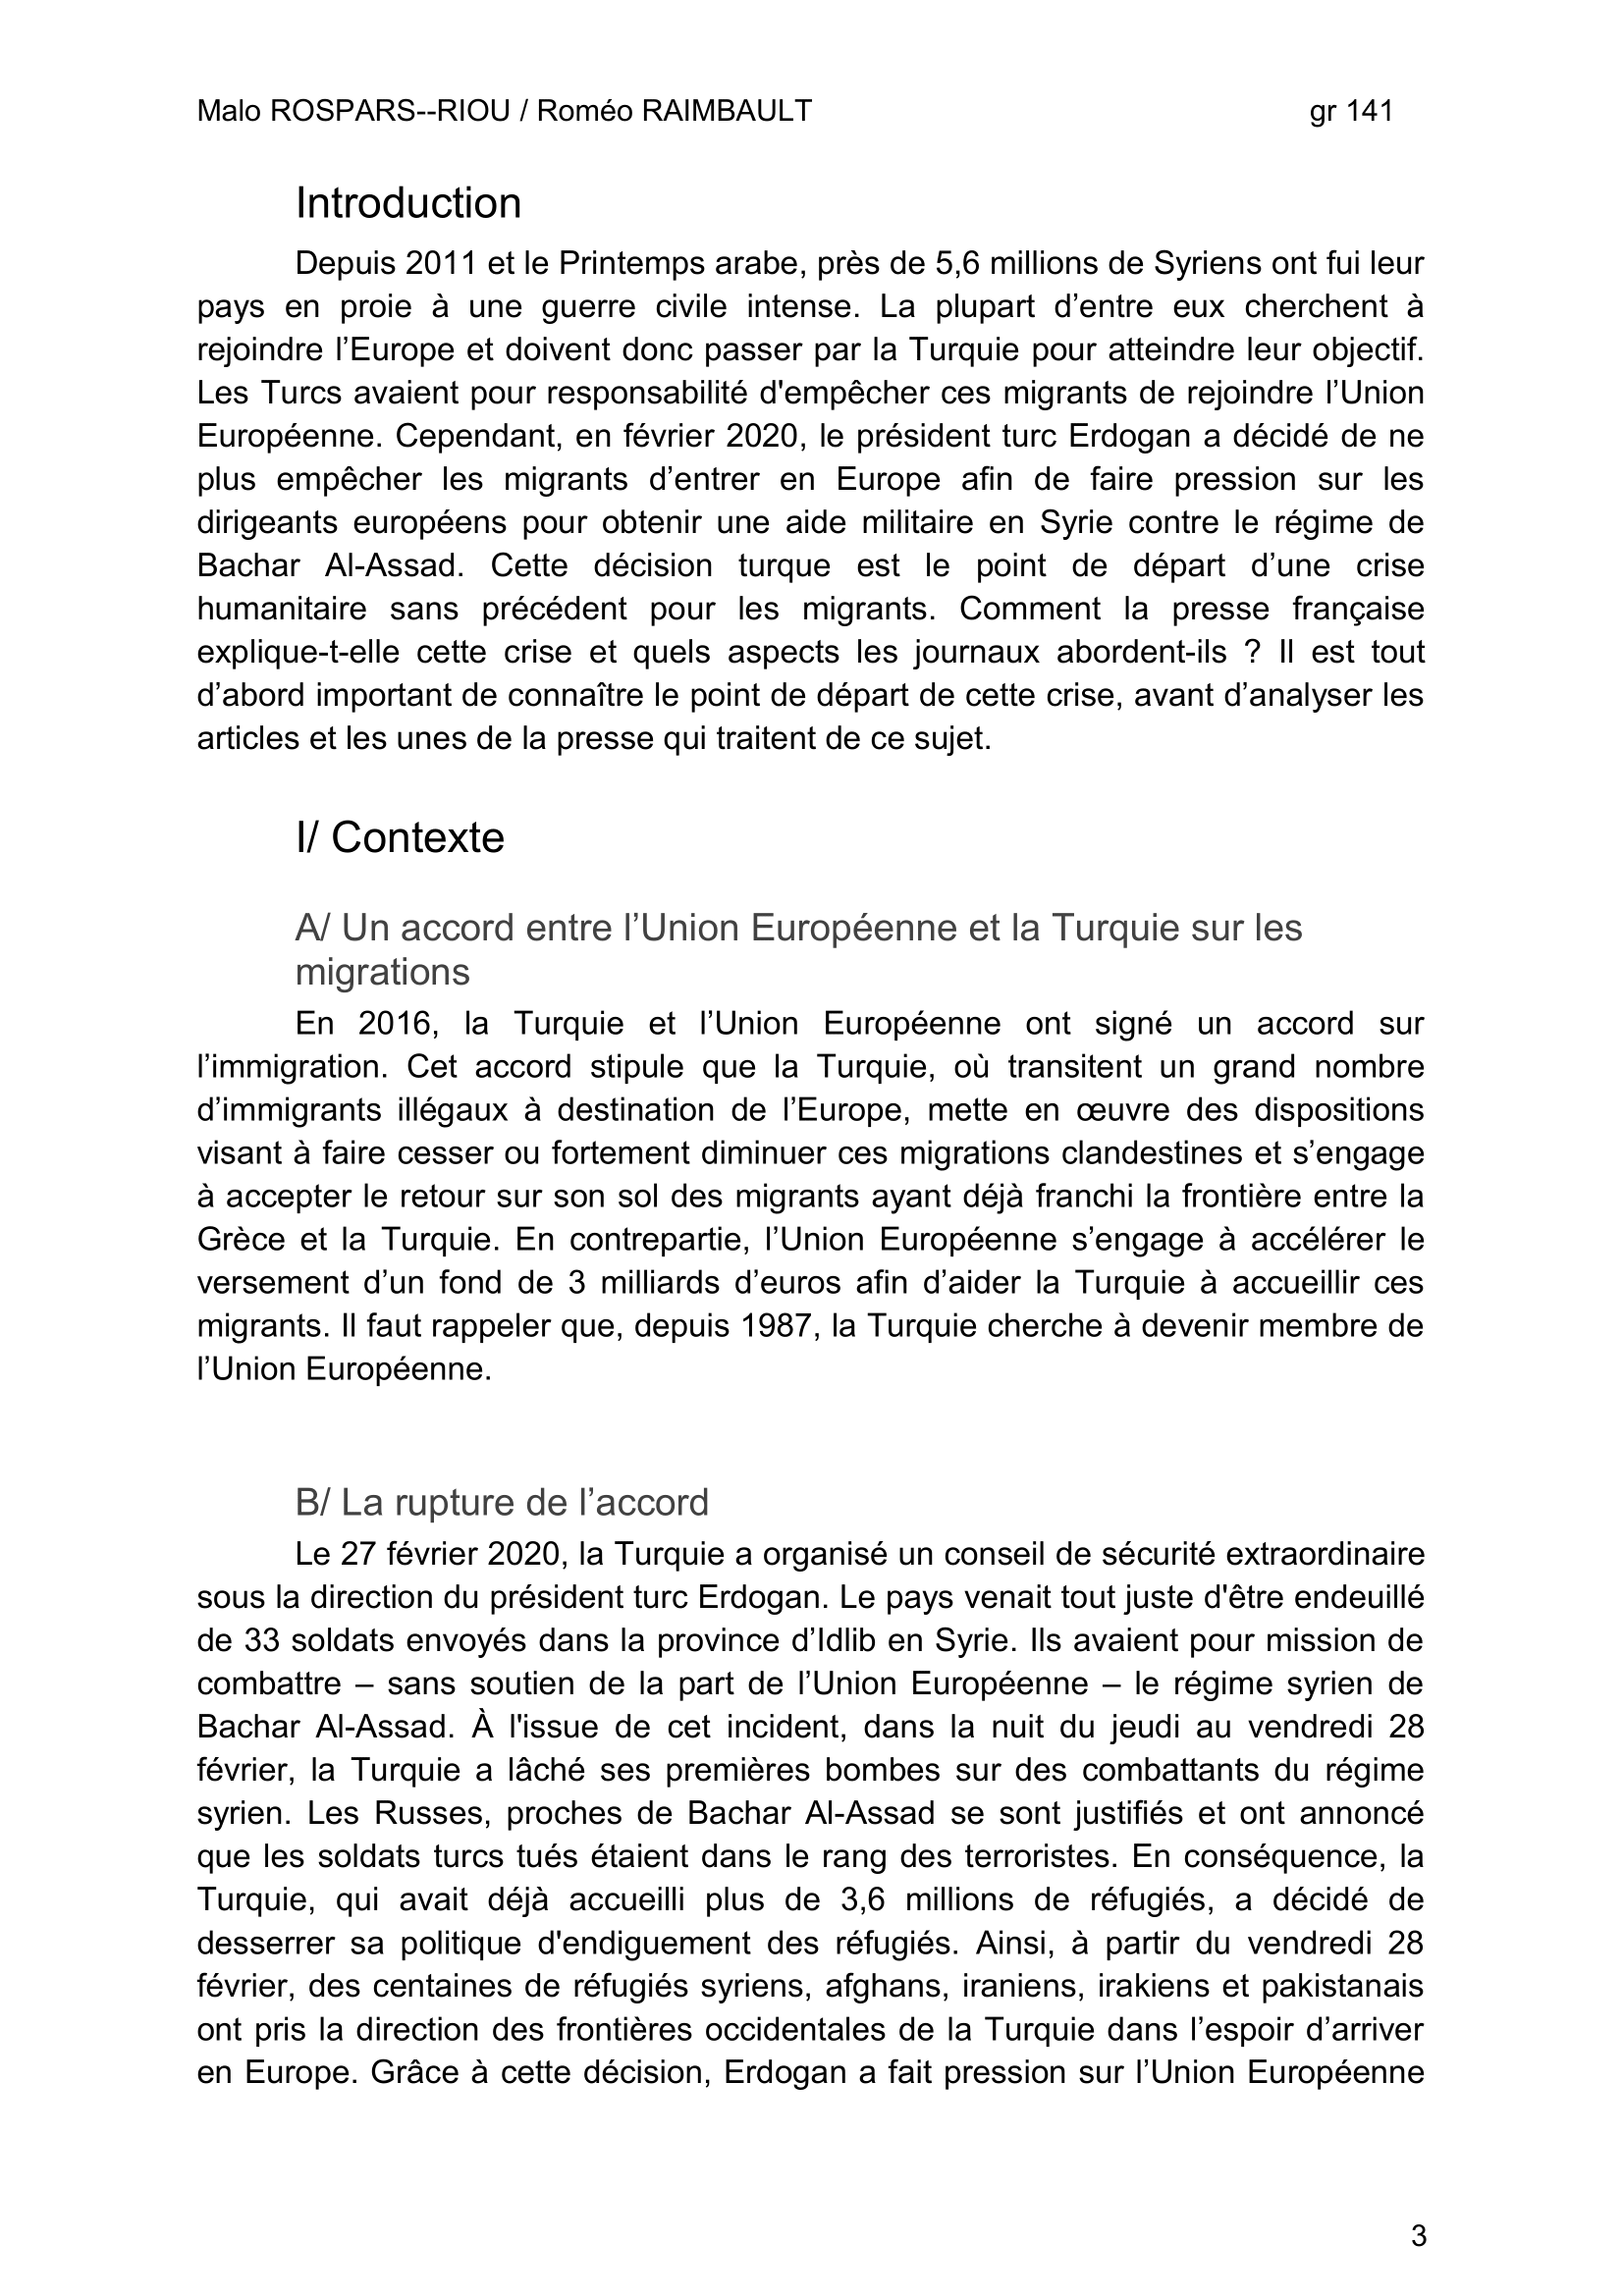 Malo ROSPARS--RIOU / Roméo RAIMBAULT gr 141
Introduction
Depuis 2011 et le Printemps arabe, près de 5,6 millions de Syriens ont fui leur
pays en proie à une guerre civile intense. La plupart d’entre eux cherchent à
rejoindre l’Europe et doivent donc passer par la Turquie pour atteindre leur objectif.
Les Turcs avaient pour responsabilité d'empêcher ces migrants de rejoindre l’Union
Européenne. Cependant, en février 2020, le président turc Erdogan a décidé de ne
plus empêcher les migrants d’entrer en Europe afin de faire pression sur les
dirigeants européens pour obtenir une aide militaire en Syrie contre le régime de
Bachar Al-Assad. Cette décision turque est le point de départ d’une crise
humanitaire sans précédent pour les migrants. Comment la presse française
explique-t-elle cette crise et quels aspects les journaux abordent-ils ? Il est tout
d’abord important de connaître le point de départ de cette crise, avant d’analyser les
articles et les unes de la presse qui traitent de ce sujet.
I/ Contexte
A/ Un accord entre l’Union Européenne et la Turquie sur les
migrations
En 2016, la Turquie et l’Union Européenne ont signé un accord sur
l’immigration. Cet accord stipule que la Turquie, où transitent un grand nombre
d’immigrants illégaux à destination de l’Europe, mette en œuvre des dispositions
visant à faire cesser ou fortement diminuer ces migrations clandestines et s’engage
à accepter le retour sur son sol des migrants ayant déjà franchi la frontière entre la
Grèce et la Turquie. En contrepartie, l’Union Européenne s’engage à accélérer le
versement d’un fond de 3 milliards d’euros afin d’aider la Turquie à accueillir ces
migrants. Il faut rappeler que, depuis 1987, la Turquie cherche à devenir membre de
l’Union Européenne.
B/ La rupture de l’accord
Le 27 février 2020, la Turquie a organisé un conseil de sécurité extraordinaire
sous la direction du président turc Erdogan. Le pays venait tout juste d'être endeuillé
de 33 soldats envoyés dans la province d’Idlib en Syrie. Ils avaient pour mission de
combattre – sans soutien de la part de l’Union Européenne – le régime syrien de
Bachar Al-Assad. À l'issue de cet incident, dans la nuit du jeudi au vendredi 28
février, la Turquie a lâché ses premières bombes sur des combattants du régime
syrien. Les Russes, proches de Bachar Al-Assad se sont justifiés et ont annoncé
que les soldats turcs tués étaient dans le rang des terroristes. En conséquence, la
Turquie, qui avait déjà accueilli plus de 3,6 millions de réfugiés, a décidé de
desserrer sa politique d'endiguement des réfugiés. Ainsi, à partir du vendredi 28
février, des centaines de réfugiés syriens, afghans, iraniens, irakiens et pakistanais
ont pris la direction des frontières occidentales de la Turquie dans l’espoir d’arriver
en Europe. Grâce à cette décision, Erdogan a fait pression sur l’Union Européenne
3